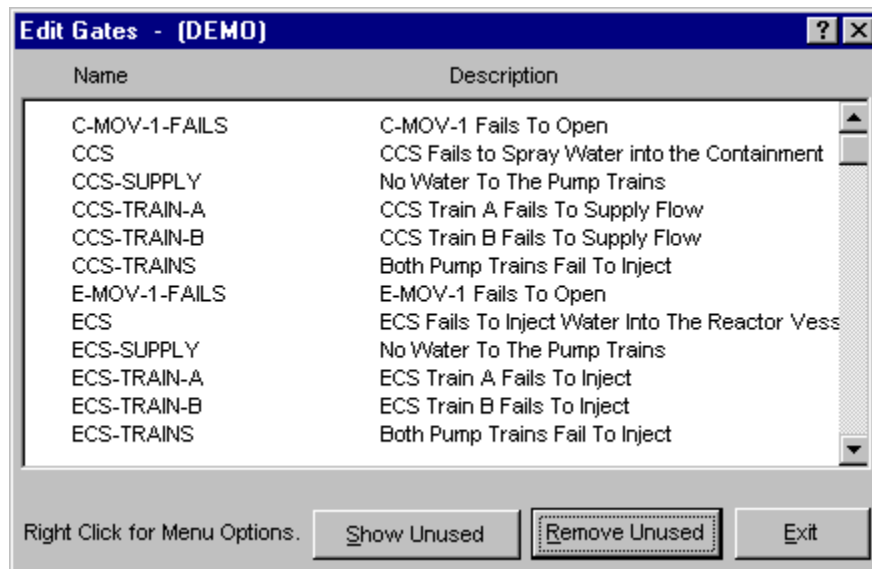 Edit Gates - (DEMO)
Name Description
C-MOV-1-FAILS C-MOV-1 Fails To Open
CCS CCS Fails to Spray Water into the Containment
CCS-SUPPLY No Water To The Pump Trains
CCS-TRAIN-A CCS Train A Fails To Supply Flow
CCS-TRAIN-B CCS Train B Fails To Supply Flow
CCS-TRAINS Both Pump Trains Fail To Inject
E-MOV-1-FAILS E-MOV-1 Fails To Open
ECS ECS Fails To Inject Water Into The Reactor Vess
ECS-SUPPLY No Water To The Pump Trains
ECS-TRAIN-A ECS Train A Fails To Inject
ECS-TRAIN-B ECS Train B Fails To Inject
ECS-TRAINS Both Pump Trains Fail To Inject
Right Click for Menu Options. Show Unused Remove Unused Exit